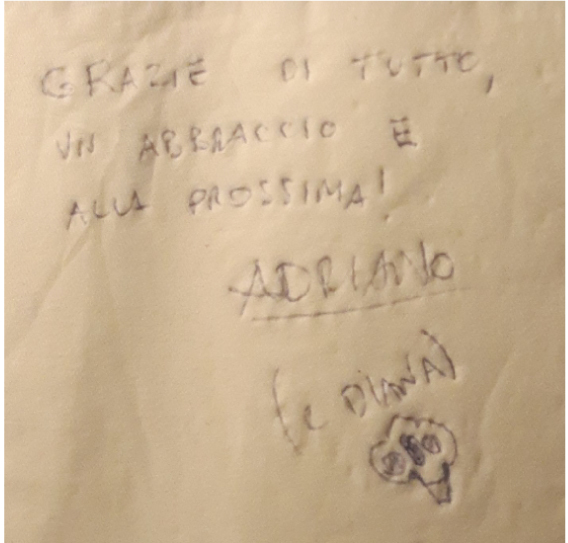 GRAZIE DI TUTTO,
UN ABBRACCIO E
ALLA PROSSIMA!
ADRIANO
(e DIANA)